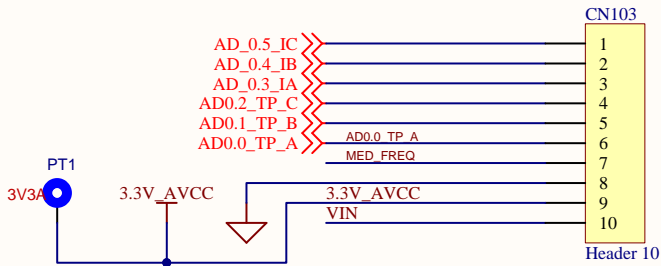 CN103
AD_0.5_IC 1
AD_0.4_IB 2
AD_0.3_IA 3
AD0.2_TP_C 4
AD0.1_TP_B 5
AD0.0_TP_A AD0.0_TP_A 6
MED_FREQ 7
PT1
8
3V3A 3.3V_AVCC 3.3V_AVCC 9
VIN 10
Header 10